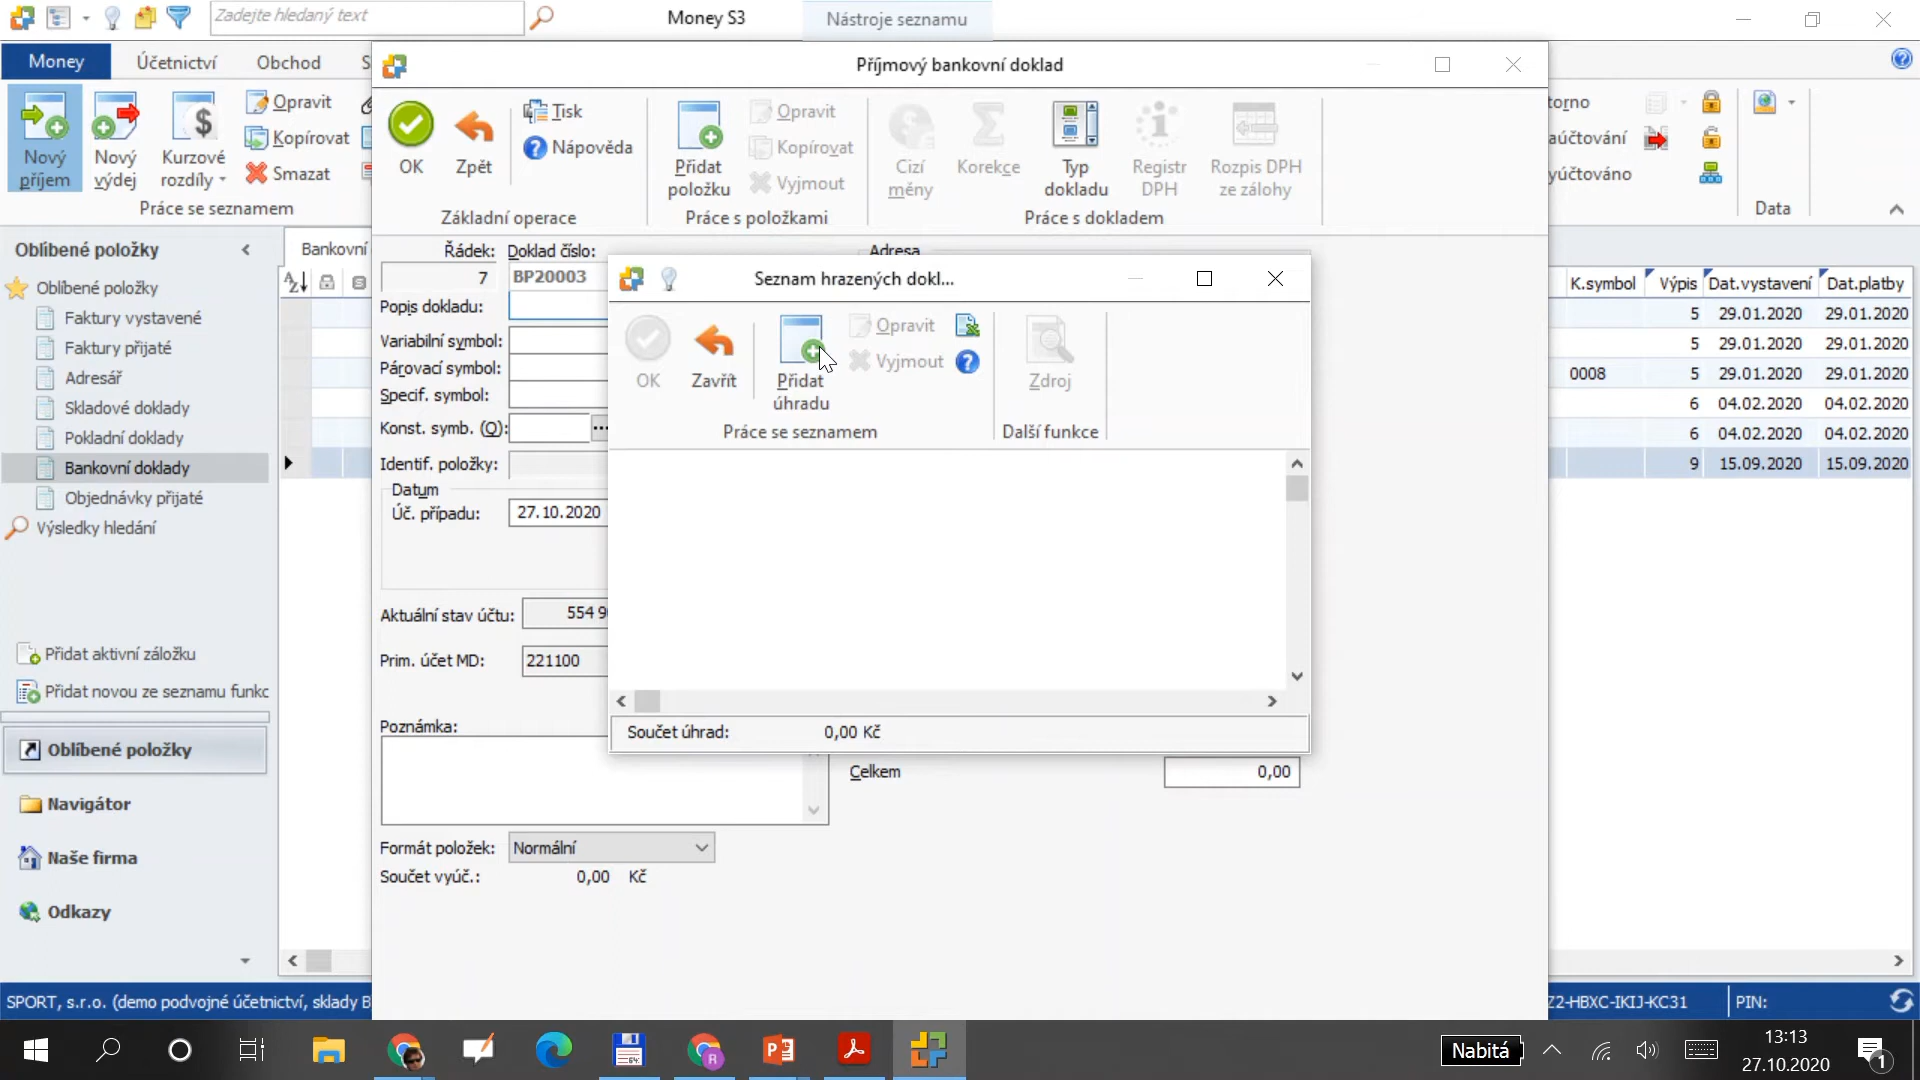 Zadejte hledaný text
Money S3
Nástroje seznamu
Money
Účetnictví
Obchod
S
Příjmový bankovní doklad
Nový příjem
Nový výdej
Kurzové rozdíly
Opravit
Kopírovat
Smazat
Práce se seznamem
OK
Zpět
Tisk
Nápověda
Základní operace
Přidat položku
Opravit
Kopírovat
Vyjmout
Práce s položkami
Cizí měny
Korekce
Typ dokladu
Registr DPH
Rozpis DPH ze zálohy
Práce s dokladem
torno
aúčtování
yúčtováno
Data
Oblíbené položky
Oblíbené položky
Faktury vystavené
Faktury přijaté
Adresář
Skladové doklady
Pokladní doklady
Bankovní doklady
Objednávky přijaté
Výsledky hledání
Přidat aktivní záložku
Přidat novou ze seznamu funkc
Oblíbené položky
Navigátor
Naše firma
Odkazy
Bankovní
Řádek:
Doklad číslo:
Adresa
7
BP20003
Popis dokladu:
Variabilní symbol:
Párovací symbol:
Specif. symbol:
Konst. symb. (Q):
Identif. položky:
Datum
Úč. případu:
27.10.2020
Aktuální stav účtu:
554 9
Prim. účet MD:
221100
Poznámka:
Celkem
0,00
Formát položek:
Normální
Součet vyúč.:
0,00 Kč
Seznam hrazených dokl...
OK
Zavřít
Přidat úhradu
Opravit
Vyjmout
Práce se seznamem
Zdroj
Další funkce
Součet úhrad:
0,00 Kč
K.symbol Výpis Dat.vystavení Dat.platby
5 29.01.2020 29.01.2020
5 29.01.2020 29.01.2020
0008 5 29.01.2020 29.01.2020
6 04.02.2020 04.02.2020
6 04.02.2020 04.02.2020
9 15.09.2020 15.09.2020
SPORT, s.r.o. (demo podvojné účetnictví, sklady B
Z2-HBXC-IKIJ-KC31
PIN:
Nabitá
13:13
27.10.2020
1